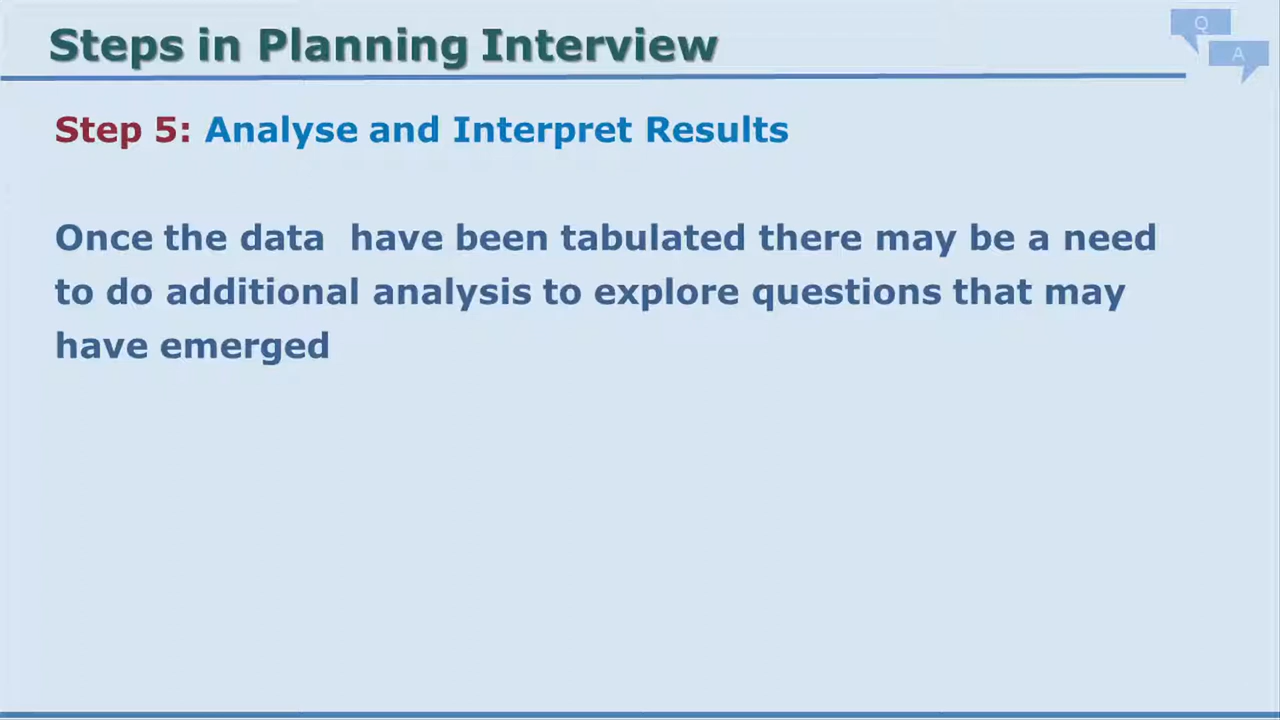 Steps in Planning Interview
Q
A
Step 5: Analyse and Interpret Results
Once the data  have been tabulated there may be a need
to do additional analysis to explore questions that may
have emerged